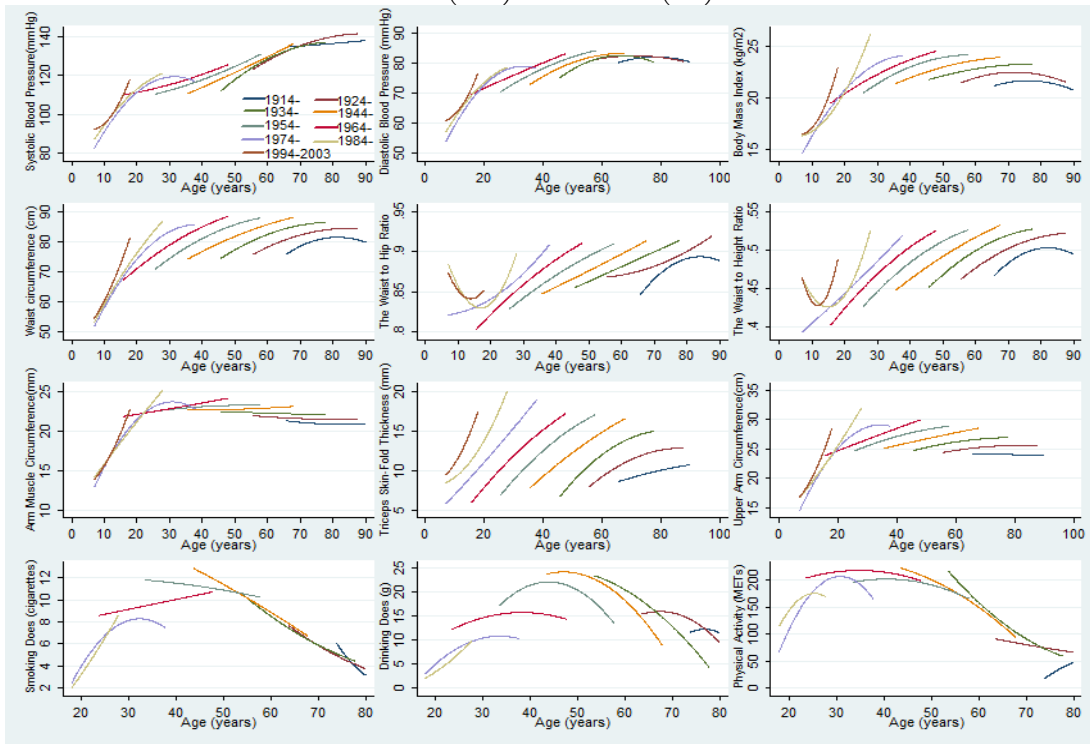 Systolic Blood Pressure(mmHg)
80 100 120 140
1914- 1924-
1934- 1944-
1954- 1964-
1974- 1984-
1994-2003
0 10 20 30 40 50 60 70 80 90
Age (years)
Diastolic Blood Pressure (mmHg)
50 60 70 80 90
0 20 40 60 80 100
Age (years)
Body Mass Index (kg/m2)
15 20 25
0 10 20 30 40 50 60 70 80 90
Age (years)
Waist circumference (cm)
50 60 70 80 90
0 10 20 30 40 50 60 70 80 90
Age (years)
The Waist to Hip Ratio
.8 .85 .9 .95
0 20 40 60 80 100
Age (years)
The Waist to Height Ratio
.4 .45 .5 .55
0 10 20 30 40 50 60 70 80 90
Age (years)
Arm Muscle Circumference(mm)
10 15 20 25
0 10 20 30 40 50 60 70 80 90
Age (years)
Triceps Skin-Fold Thickness (mm)
5 10 15 20
0 20 40 60 80 100
Age (years)
Upper Arm Circumference(cm)
15 20 25 30 35
0 20 40 60 80 100
Age (years)
Smoking Does (cigarettes)
2 4 6 8 10 12
20 30 40 50 60 70 80
Age (years)
Drinking Does (g)
0 5 10 15 20 25
20 30 40 50 60 70 80
Age (years)
Physical Activity (METs)
0 50 100 150 200
20 30 40 50 60 70 80
Age (years)